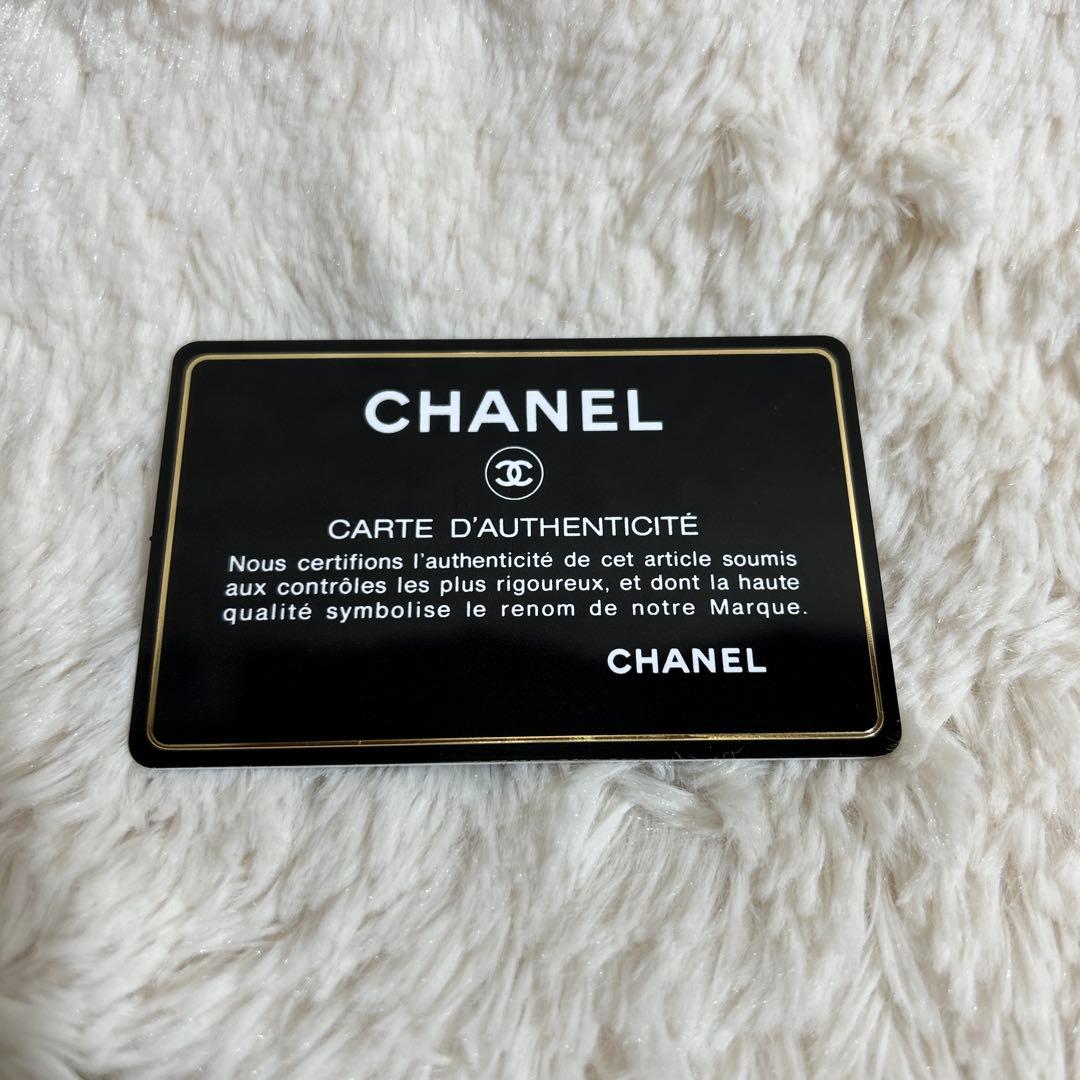 CHANEL
CARTE D'AUTHENTICITÉ
Nous certifions l'authenticité de cet article soumis
aux contrôles les plus rigoureux, et dont la haute
qualité symbolise le renom de notre Marque.
CHANEL